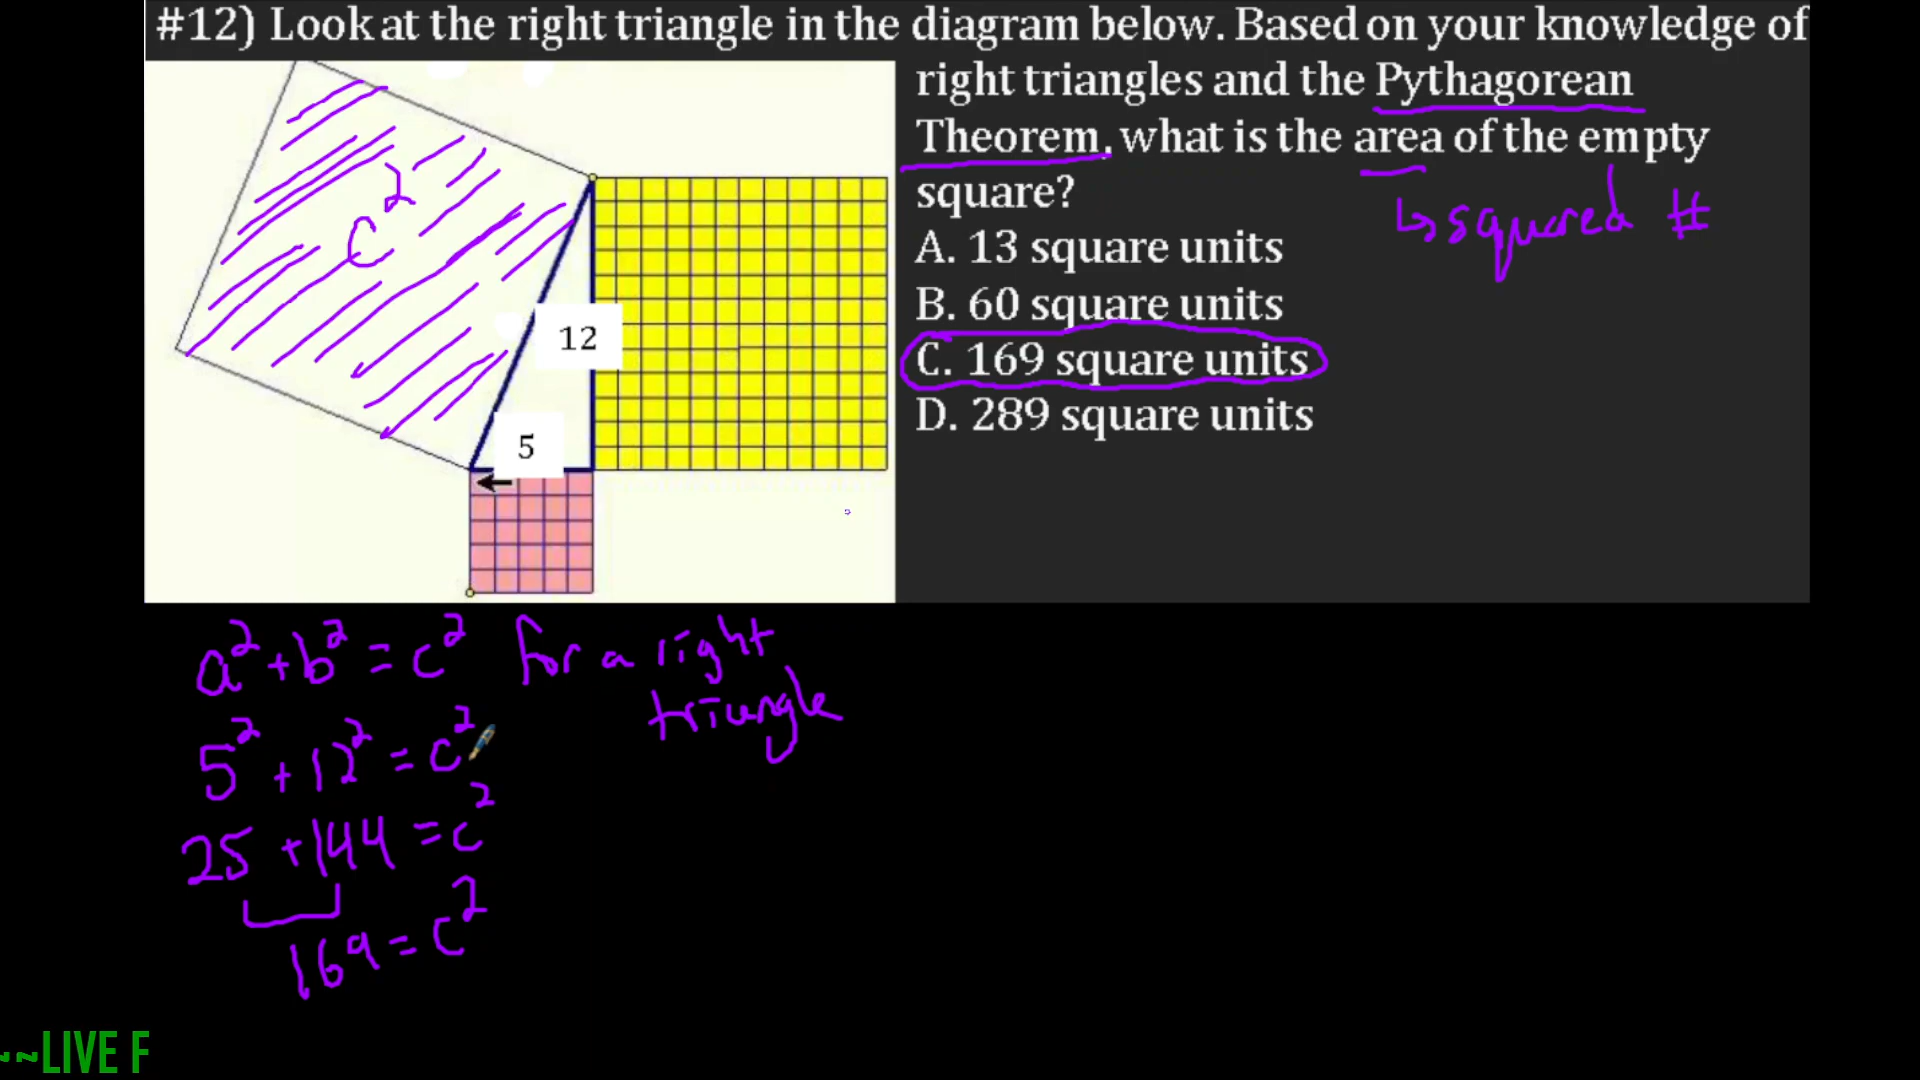 #12) Look at the right triangle in the diagram below. Based on your knowledge of
right triangles and the Pythagorean
Theorem, what is the area of the empty
square?
↳ squared #
A. 13 square units
B. 60 square units
C. 169 square units
D. 289 square units
c²
12
5
a² + b² = c² for a right
triangle
5² + 12² = c²
25 + 144 = c²
169 = c²
~~LIVE F